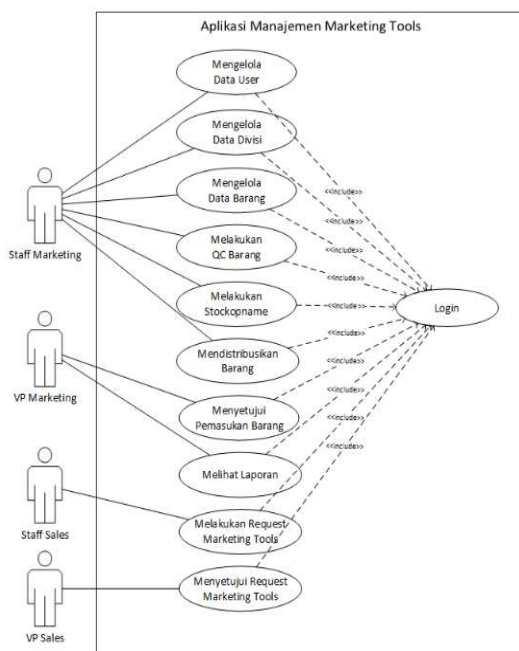 Aplikasi Manajemen Marketing Tools
Mengelola
Data User
Mengelola
Data Divisi
<<include>>
Mengelola
Data Barang
<<include>>
Staff Marketing
Melakukan
QC Barang
<<include>>
<<include>>
Melakukan
Stockopname
<<include>>
Login
Mendistribusikan
Barang
<<include>>
VP Marketing
Menyetujui
Pemasukan Barang
<<include>>
<<include>>
Melihat Laporan
<<include>>
Staff Sales
Melakukan Request
Marketing Tools
<<include>>
Menyetujui Request
Marketing Tools
VP Sales